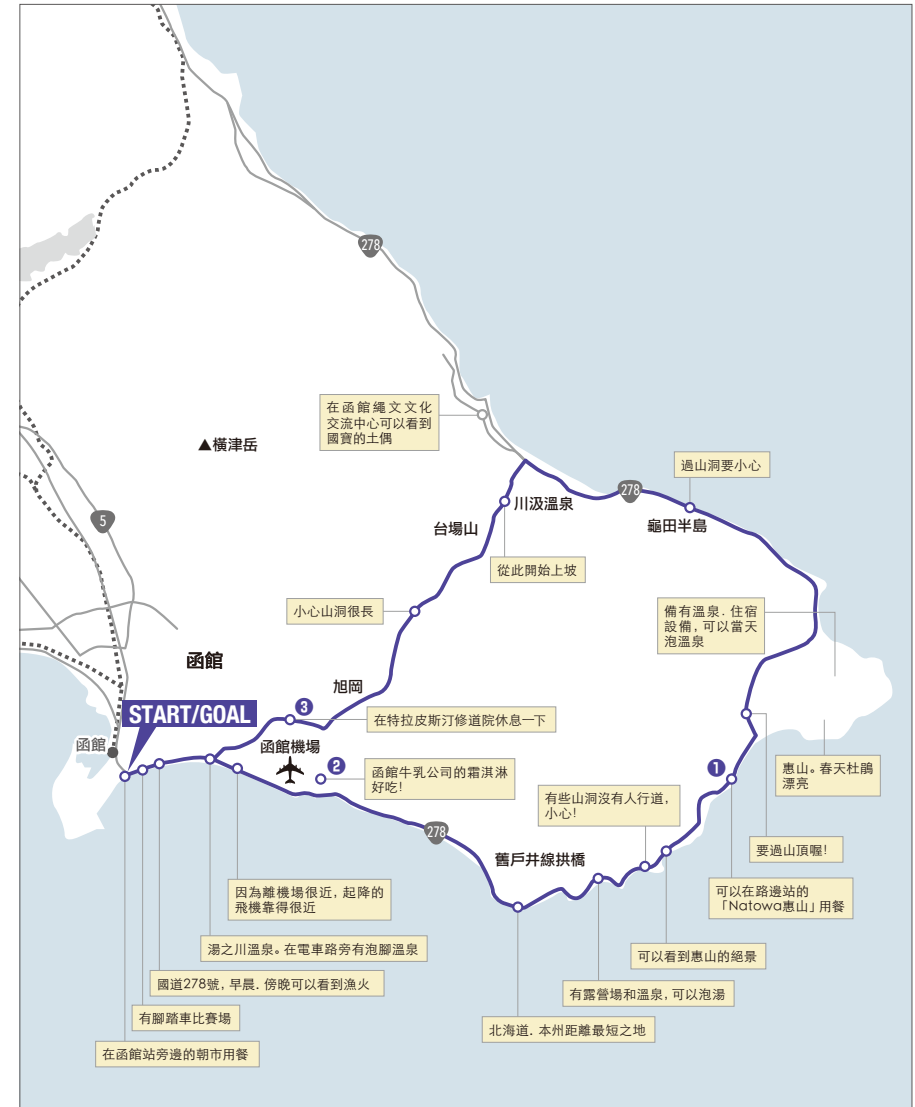 278
在函館繩文文化
交流中心可以看到
國寶的土偶
▲橫津岳
過山洞要小心
278
川汲溫泉
龜田半島
5
台場山
從此開始上坡
小心山洞很長
備有溫泉﹒住宿
設備,可以當天
泡溫泉
函館
旭岡
START/GOAL
3
在特拉皮斯汀修道院休息一下
函館
函館機場
2
函館牛乳公司的霜淇淋
好吃!
1
惠山。春天杜鵑
漂亮
有些山洞沒有人行道,
小心!
278
要過山頂喔!
舊戶井線拱橋
因為離機場很近,起降的
飛機靠得很近
可以在路邊站的
「Natowa惠山」用餐
湯之川溫泉。在電車路旁有泡腳溫泉
可以看到惠山的絕景
國道278號,早晨﹒傍晚可以看到漁火
有露營場和溫泉,可以泡湯
有腳踏車比賽場
北海道﹒本州距離最短之地
在函館站旁邊的朝市用餐